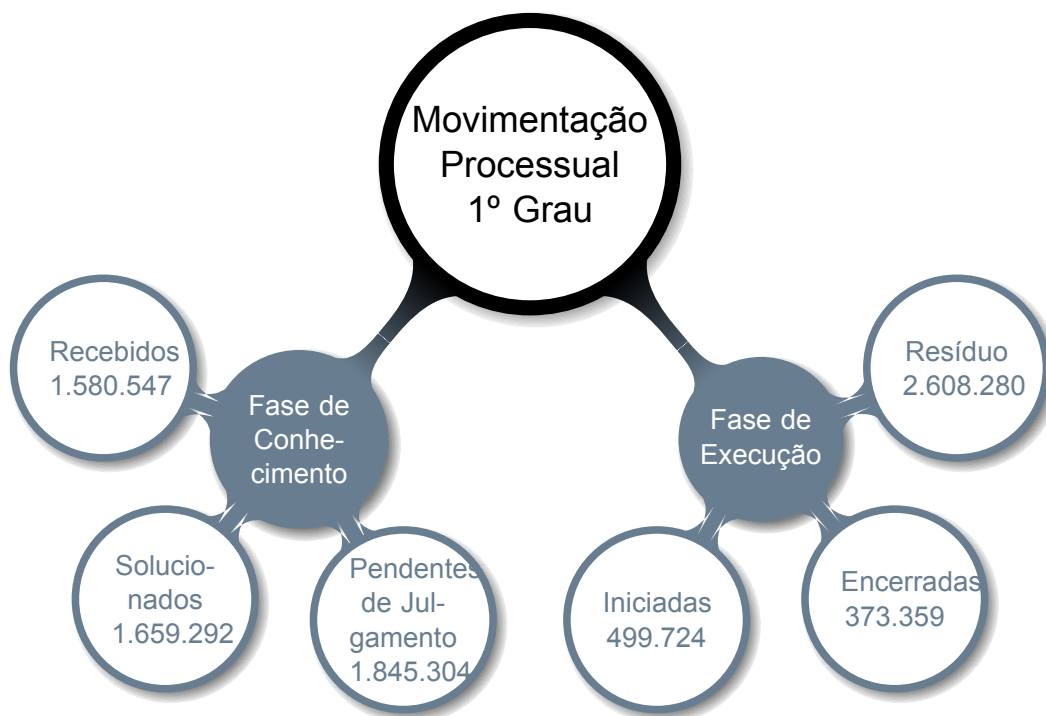 Movimentação
Processual
1º Grau
Fase de
Conhe-
cimento
Recebidos
1.580.547
Solucio-
nados
1.659.292
Pendentes
de Jul-
gamento
1.845.304
Fase de
Execução
Iniciadas
499.724
Encerradas
373.359
Resíduo
2.608.280